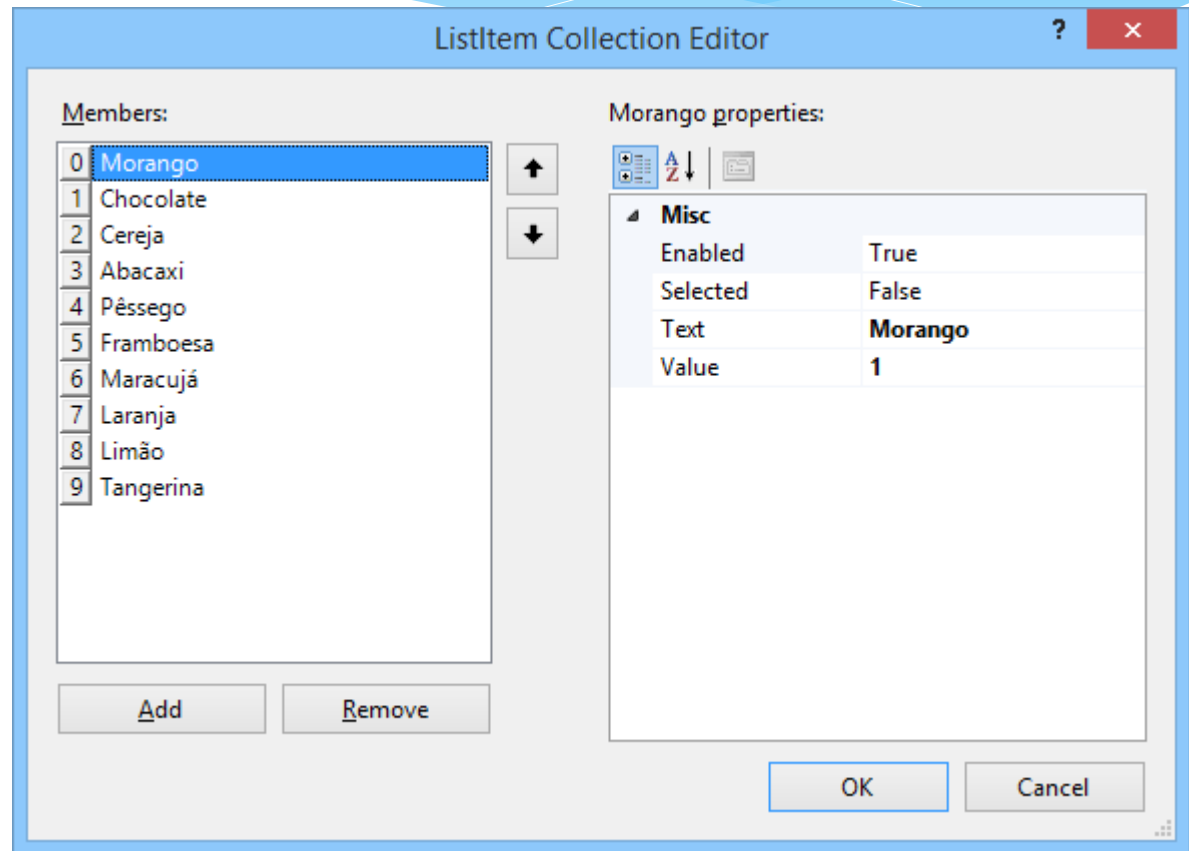 ListItem Collection Editor
?
Members:
0 Morango
1 Chocolate
2 Cereja
3 Abacaxi
4 Pêssego
5 Framboesa
6 Maracujá
7 Laranja
8 Limão
9 Tangerina
Add Remove
Morango properties:
A Z
Misc
Enabled True
Selected False
Text Morango
Value 1
OK Cancel